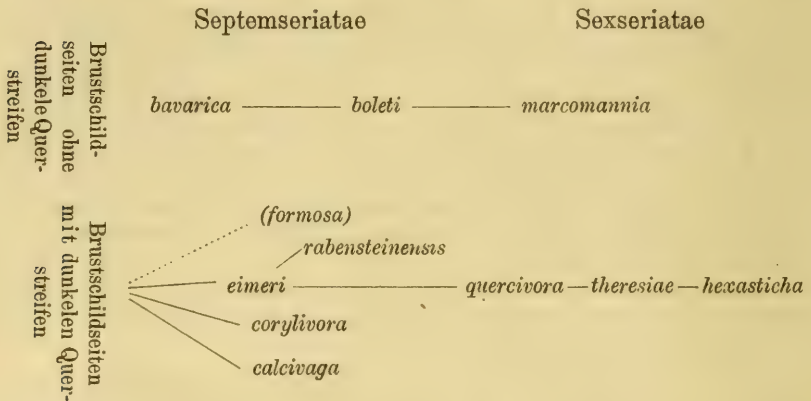 Septemseriatae Sexseriatae
Brustschild-
seiten ohne
dunkele Quer-
streifen
bavarica boleti marcomannia
Brustschildseiten
mit dunkelen Quer-
streifen
(formosa)
rabensteinensis
eimeri quercivora theresiae hexasticha
corylivora
calcivaga